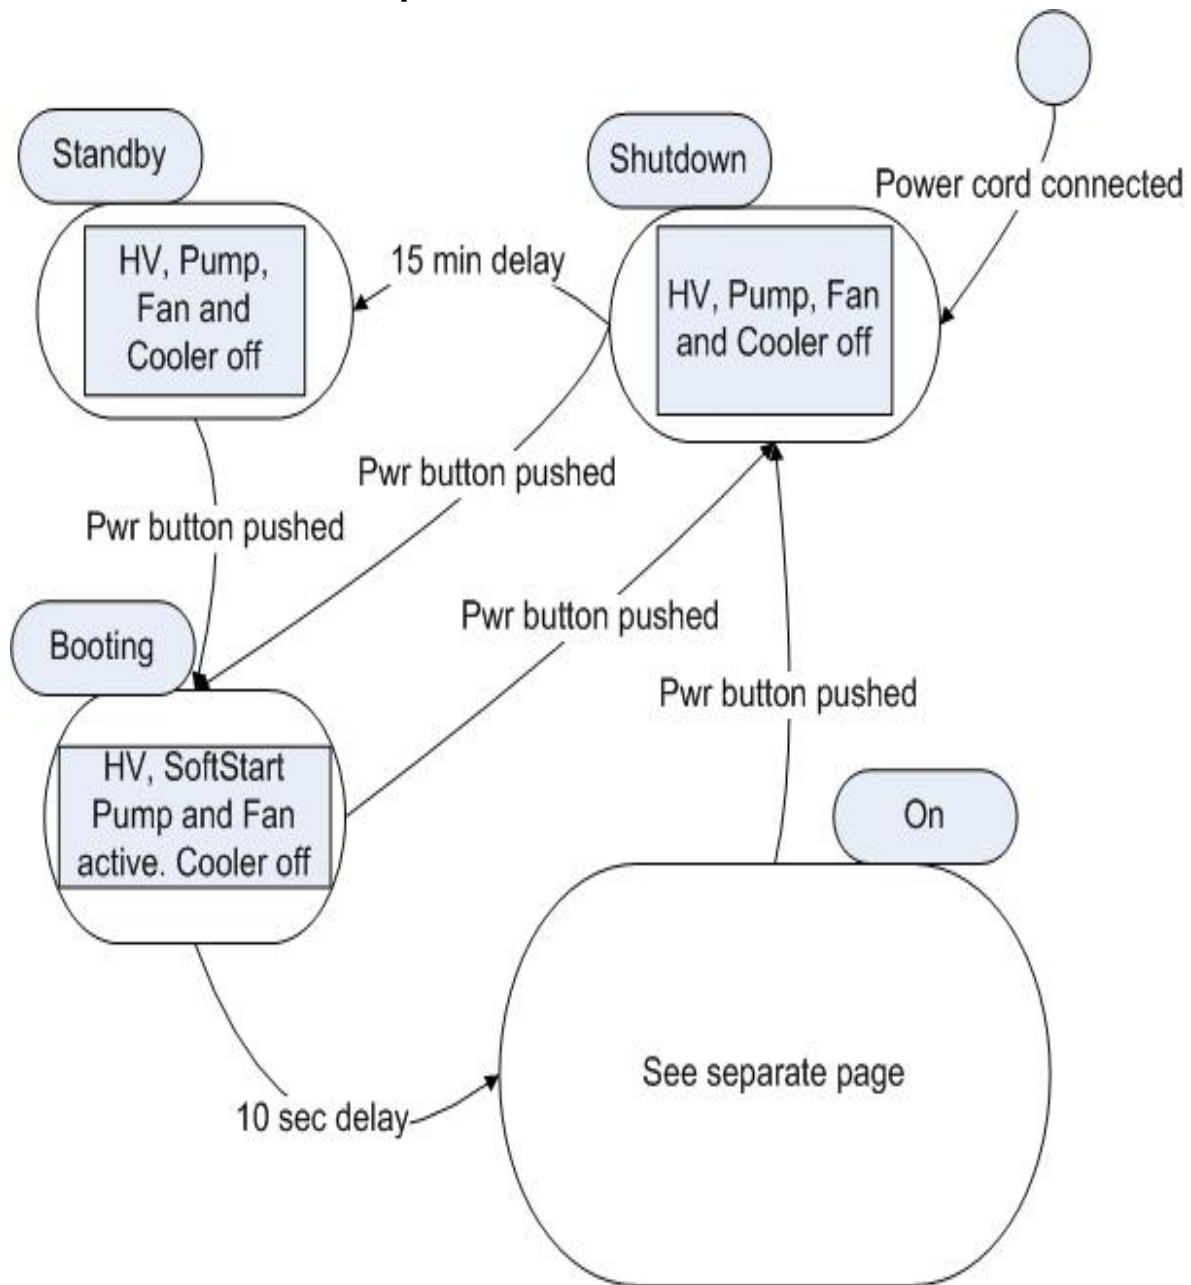 Standby
Shutdown
Power cord connected
HV, Pump,
Fan and
Cooler off
15 min delay
HV, Pump, Fan
and Cooler off
Pwr button pushed
Pwr button pushed
Pwr button pushed
Booting
Pwr button pushed
HV, SoftStart
Pump and Fan
active. Cooler off
On
See separate page
10 sec delay